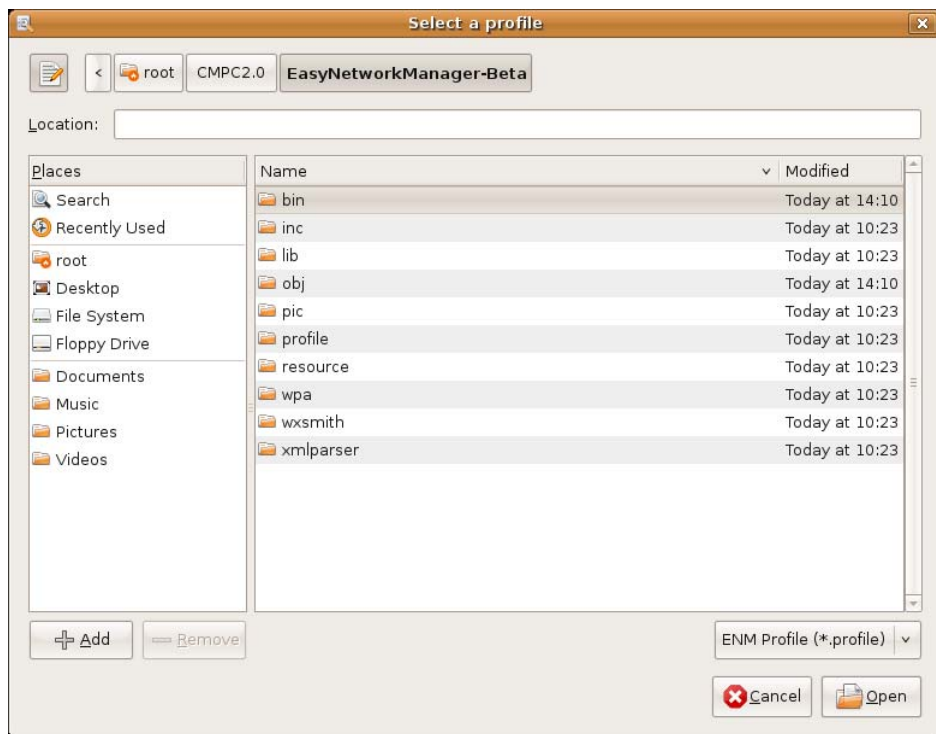 Select a profile
< root CMPC2.0 EasyNetworkManager-Beta
Location:
Places
Search
Recently Used
root
Desktop
File System
Floppy Drive
Documents
Music
Pictures
Videos
Name Modified
bin Today at 14:10
inc Today at 10:23
lib Today at 10:23
obj Today at 14:10
pic Today at 10:23
profile Today at 10:23
resource Today at 10:23
wpa Today at 10:23
wxsmith Today at 10:23
xmlparser Today at 10:23
Add Remove ENM Profile (*.profile)
Cancel Open